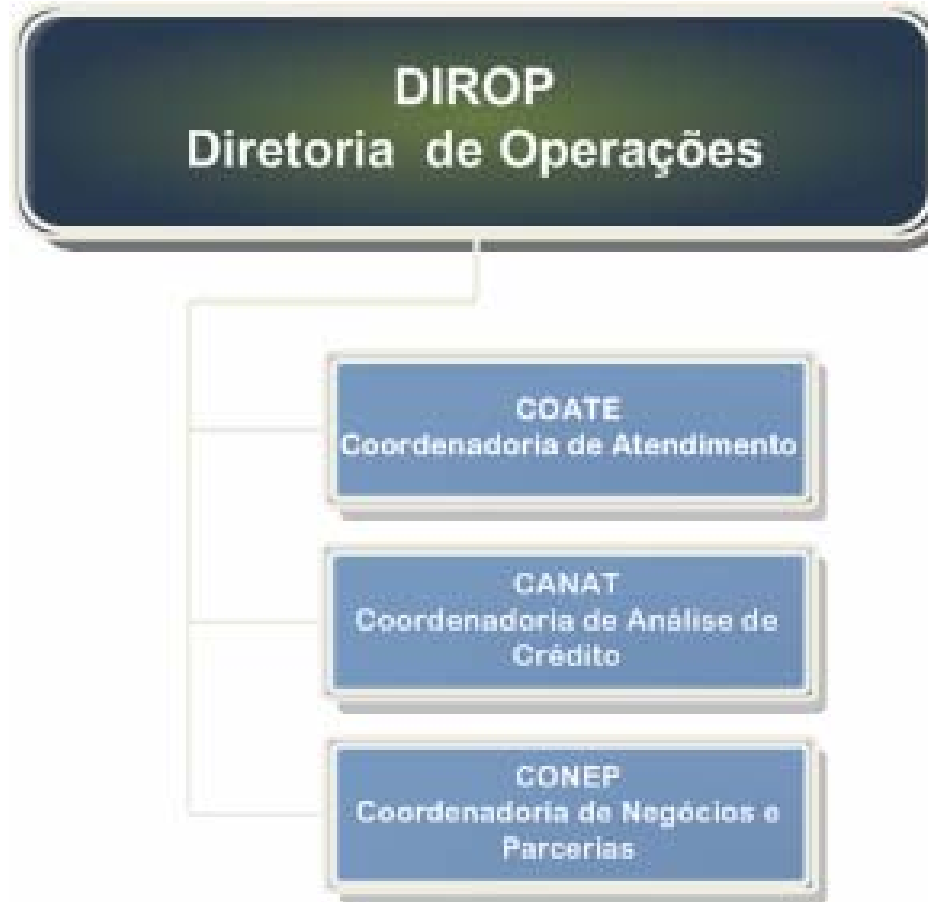 DIROP
Diretoria de Operações
COATE
Coordenadoria de Atendimento
CANAT
Coordenadoria de Análise de
Crédito
CONEP
Coordenadoria de Negócios e
Parcerias